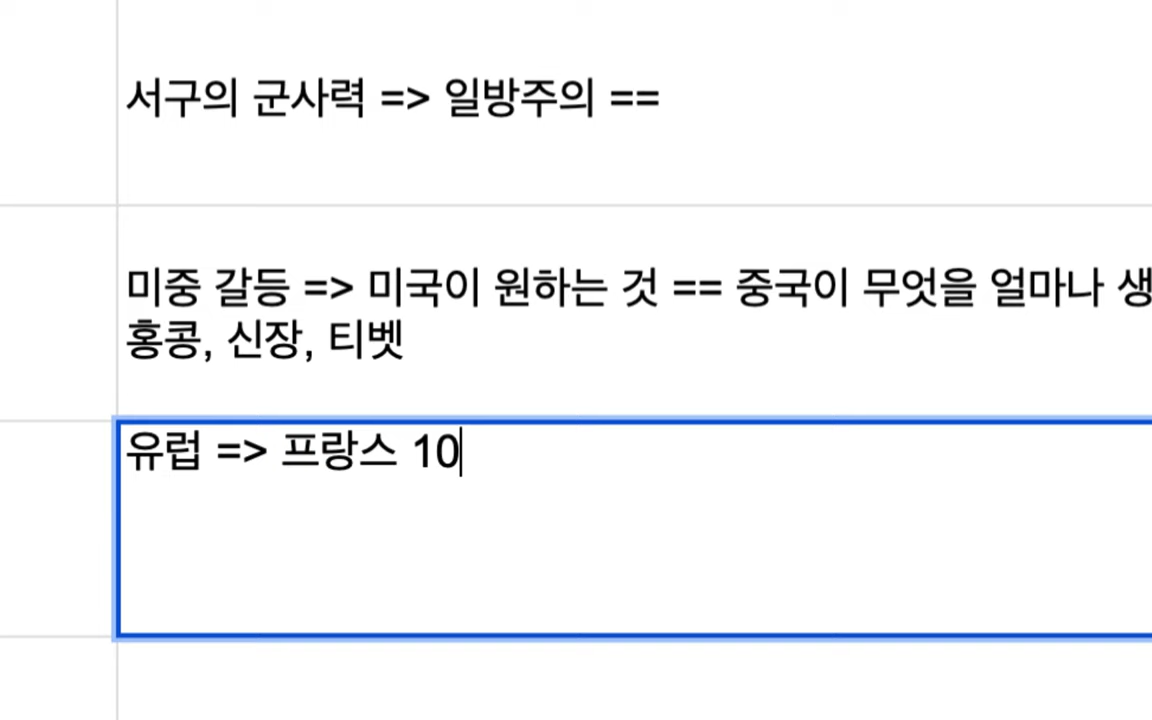 서구의 군사력 => 일방주의 ==
미중 갈등 => 미국이 원하는 것 == 중국이 무엇을 얼마나 생
홍콩, 신장, 티벳
유럽 => 프랑스 10